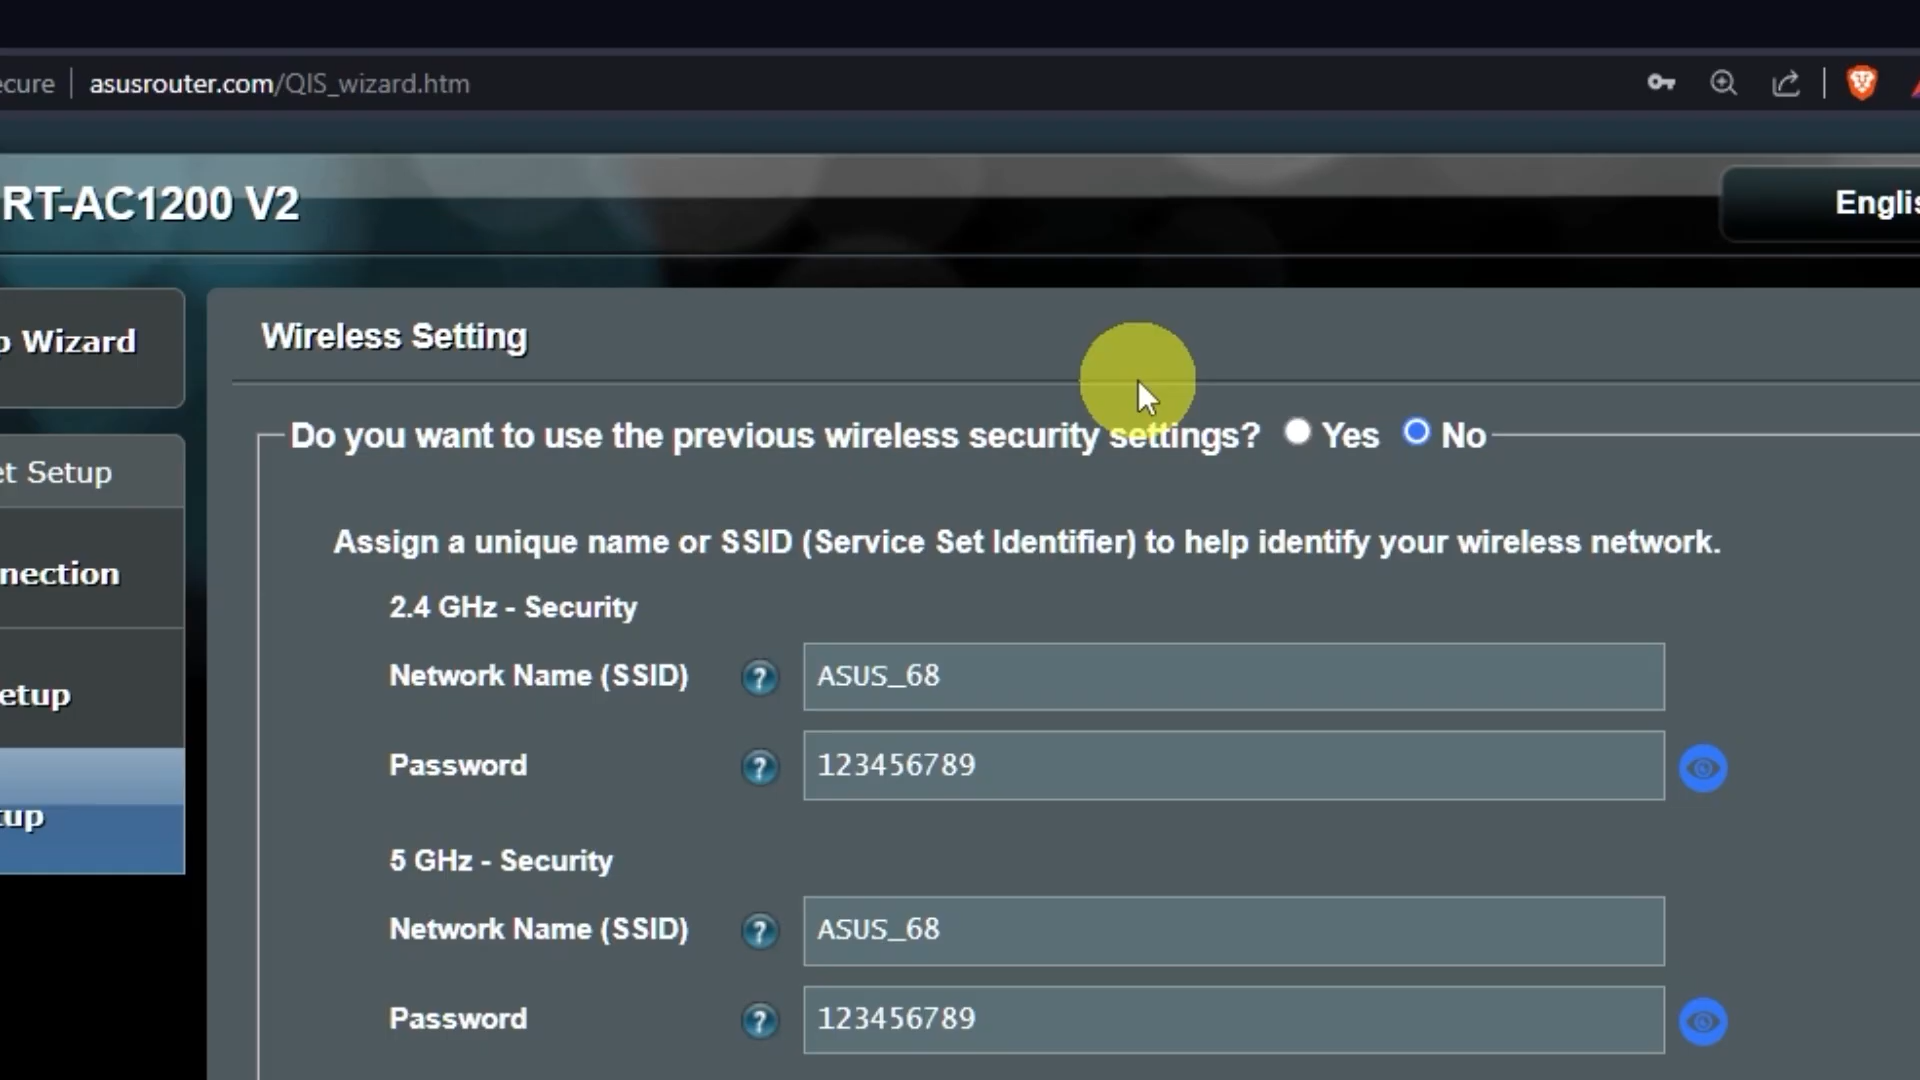 ecure | asusrouter.com/QIS_wizard.htm
RT-AC1200 V2
Englis
p Wizard
et Setup
nection
etup
tup
Wireless Setting
Do you want to use the previous wireless security settings? Yes No
Assign a unique name or SSID (Service Set Identifier) to help identify your wireless network.
2.4 GHz - Security
Network Name (SSID) ? ASUS_68
Password ? 123456789
5 GHz - Security
Network Name (SSID) ? ASUS_68
Password ? 123456789